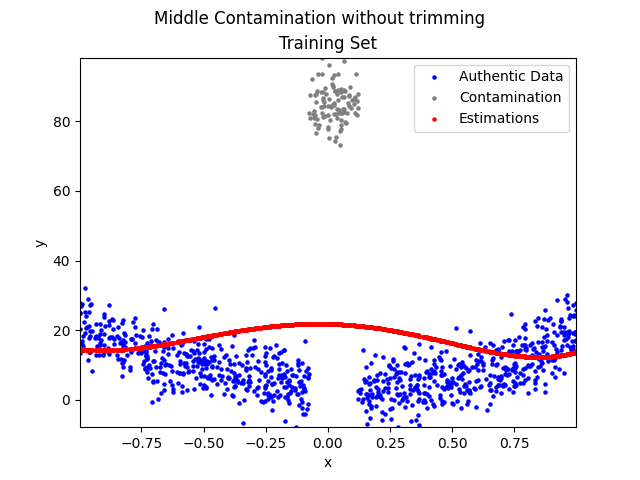 Middle Contamination without trimming
Training Set
Authentic Data
Contamination
Estimations
80
60
40
20
0
y
−0.75
−0.50
−0.25
0.00
0.25
0.50
0.75
x